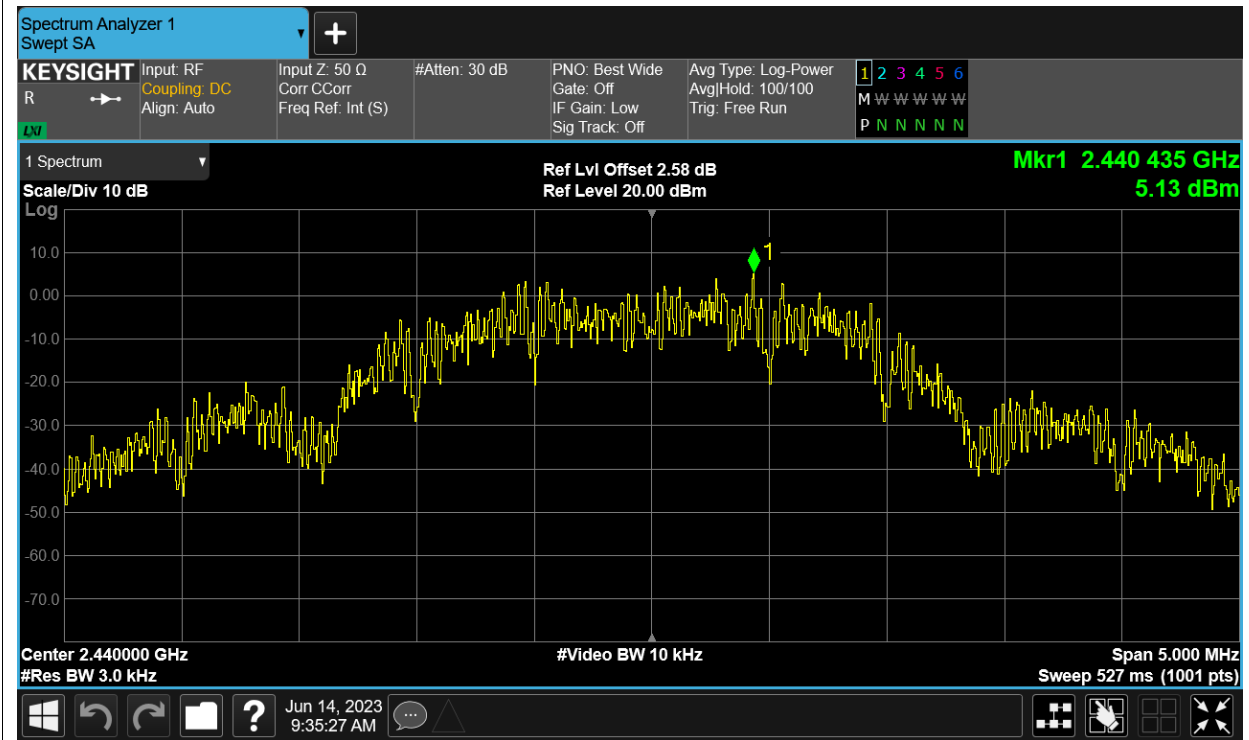 Spectrum Analyzer 1
Swept SA
KEYSIGHT
R
LXI
Input: RF
Coupling: DC
Align: Auto
Input Z: 50 Ω
Corr CCorr
Freq Ref: Int (S)
#Atten: 30 dB
PNO: Best Wide
Gate: Off
IF Gain: Low
Sig Track: Off
Avg Type: Log-Power
Avg|Hold: 100/100
Trig: Free Run
1 2 3 4 5 6
M W W W W W
P N N N N N
1 Spectrum
Scale/Div 10 dB
Log
Ref Lvl Offset 2.58 dB
Ref Level 20.00 dBm
Mkr1 2.440 435 GHz
5.13 dBm
1
10.0
0.00
-10.0
-20.0
-30.0
-40.0
-50.0
-60.0
-70.0
Center 2.440000 GHz
#Res BW 3.0 kHz
#Video BW 10 kHz
Span 5.000 MHz
Sweep 527 ms (1001 pts)
?
Jun 14, 2023
9:35:27 AM